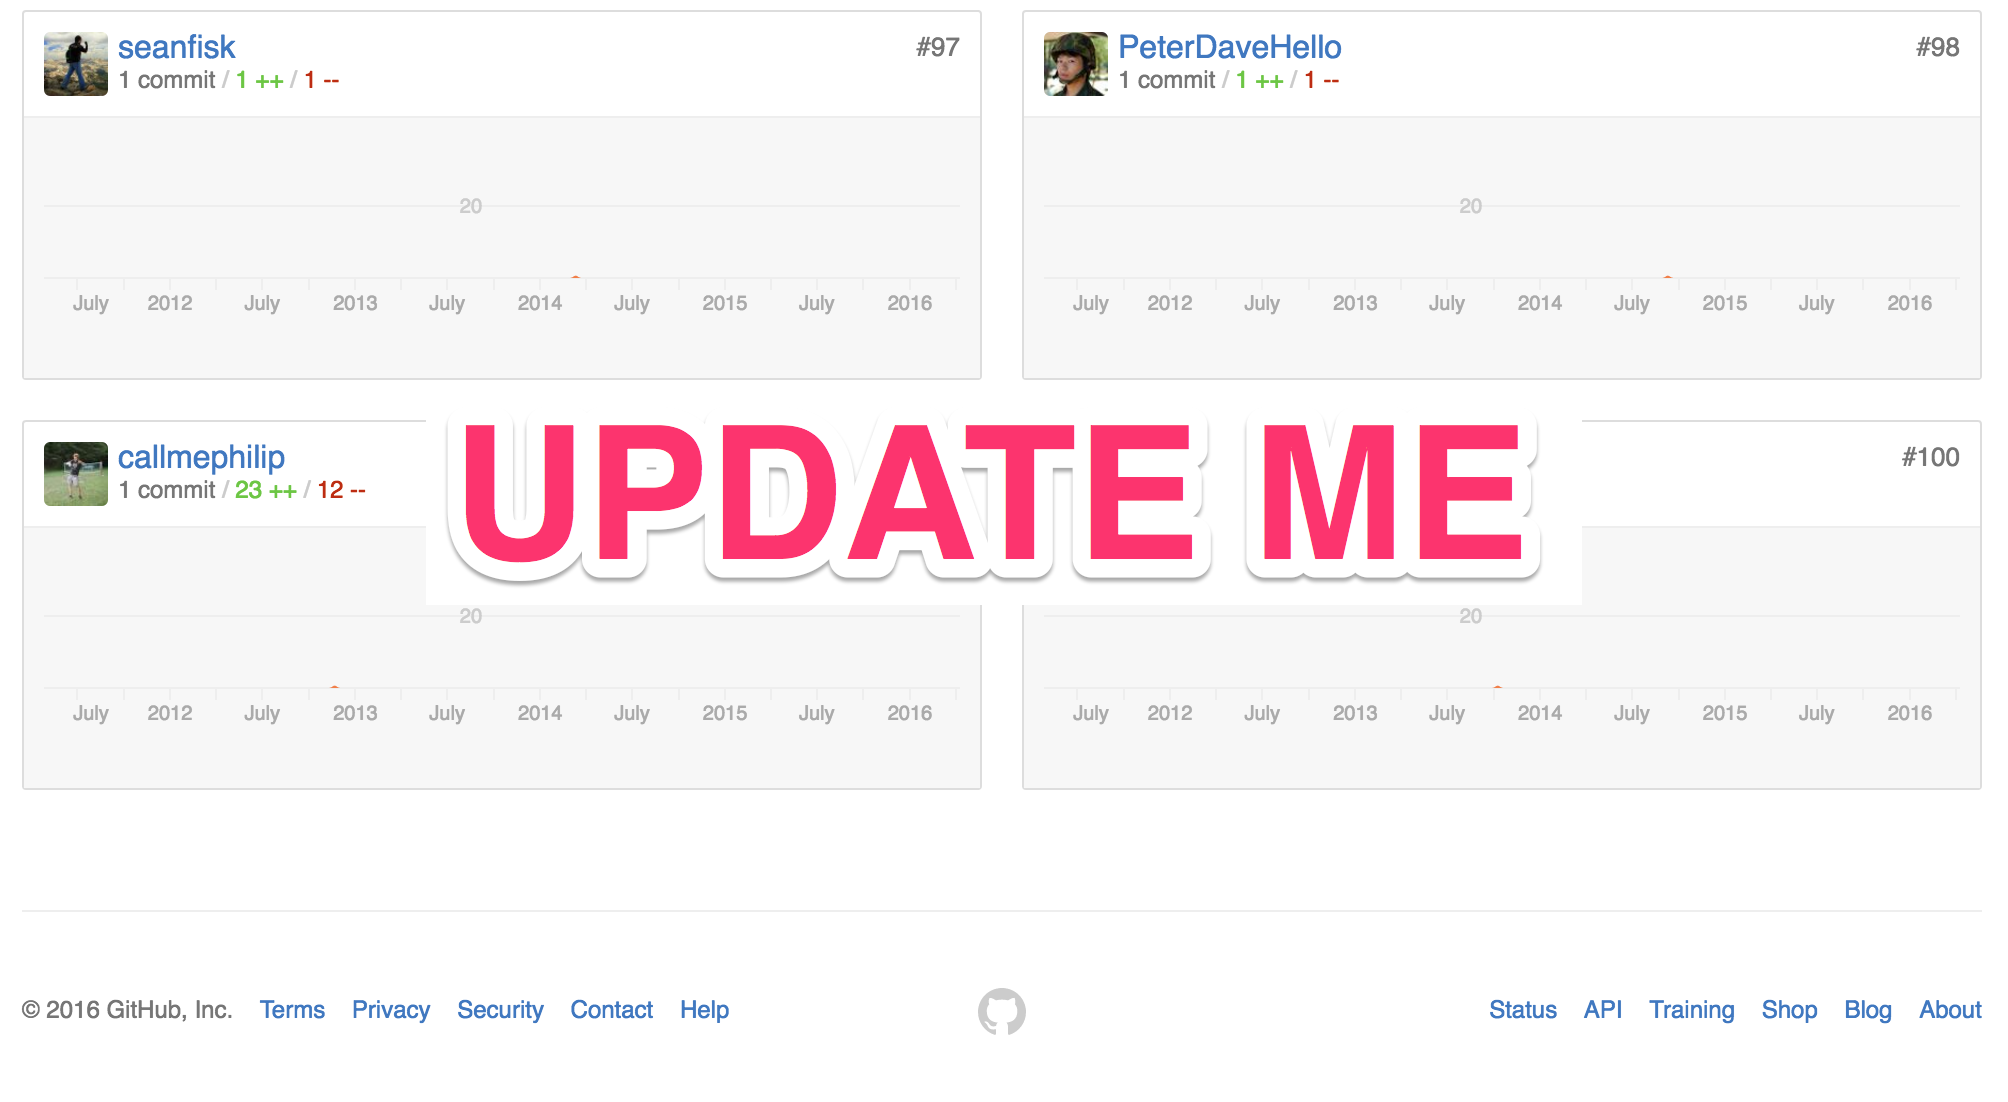 seanfisk #97
1 commit / 1 ++ / 1 --
20
July 2012 July 2013 July 2014 July 2015 July 2016
PeterDaveHello #98
1 commit / 1 ++ / 1 --
20
July 2012 July 2013 July 2014 July 2015 July 2016
callmephilip
1 commit / 23 ++ / 12 --
20
July 2012 July 2013 July 2014 July 2015 July 2016
UPDATE ME
#100
20
July 2012 July 2013 July 2014 July 2015 July 2016
© 2016 GitHub, Inc. Terms Privacy Security Contact Help Status API Training Shop Blog About